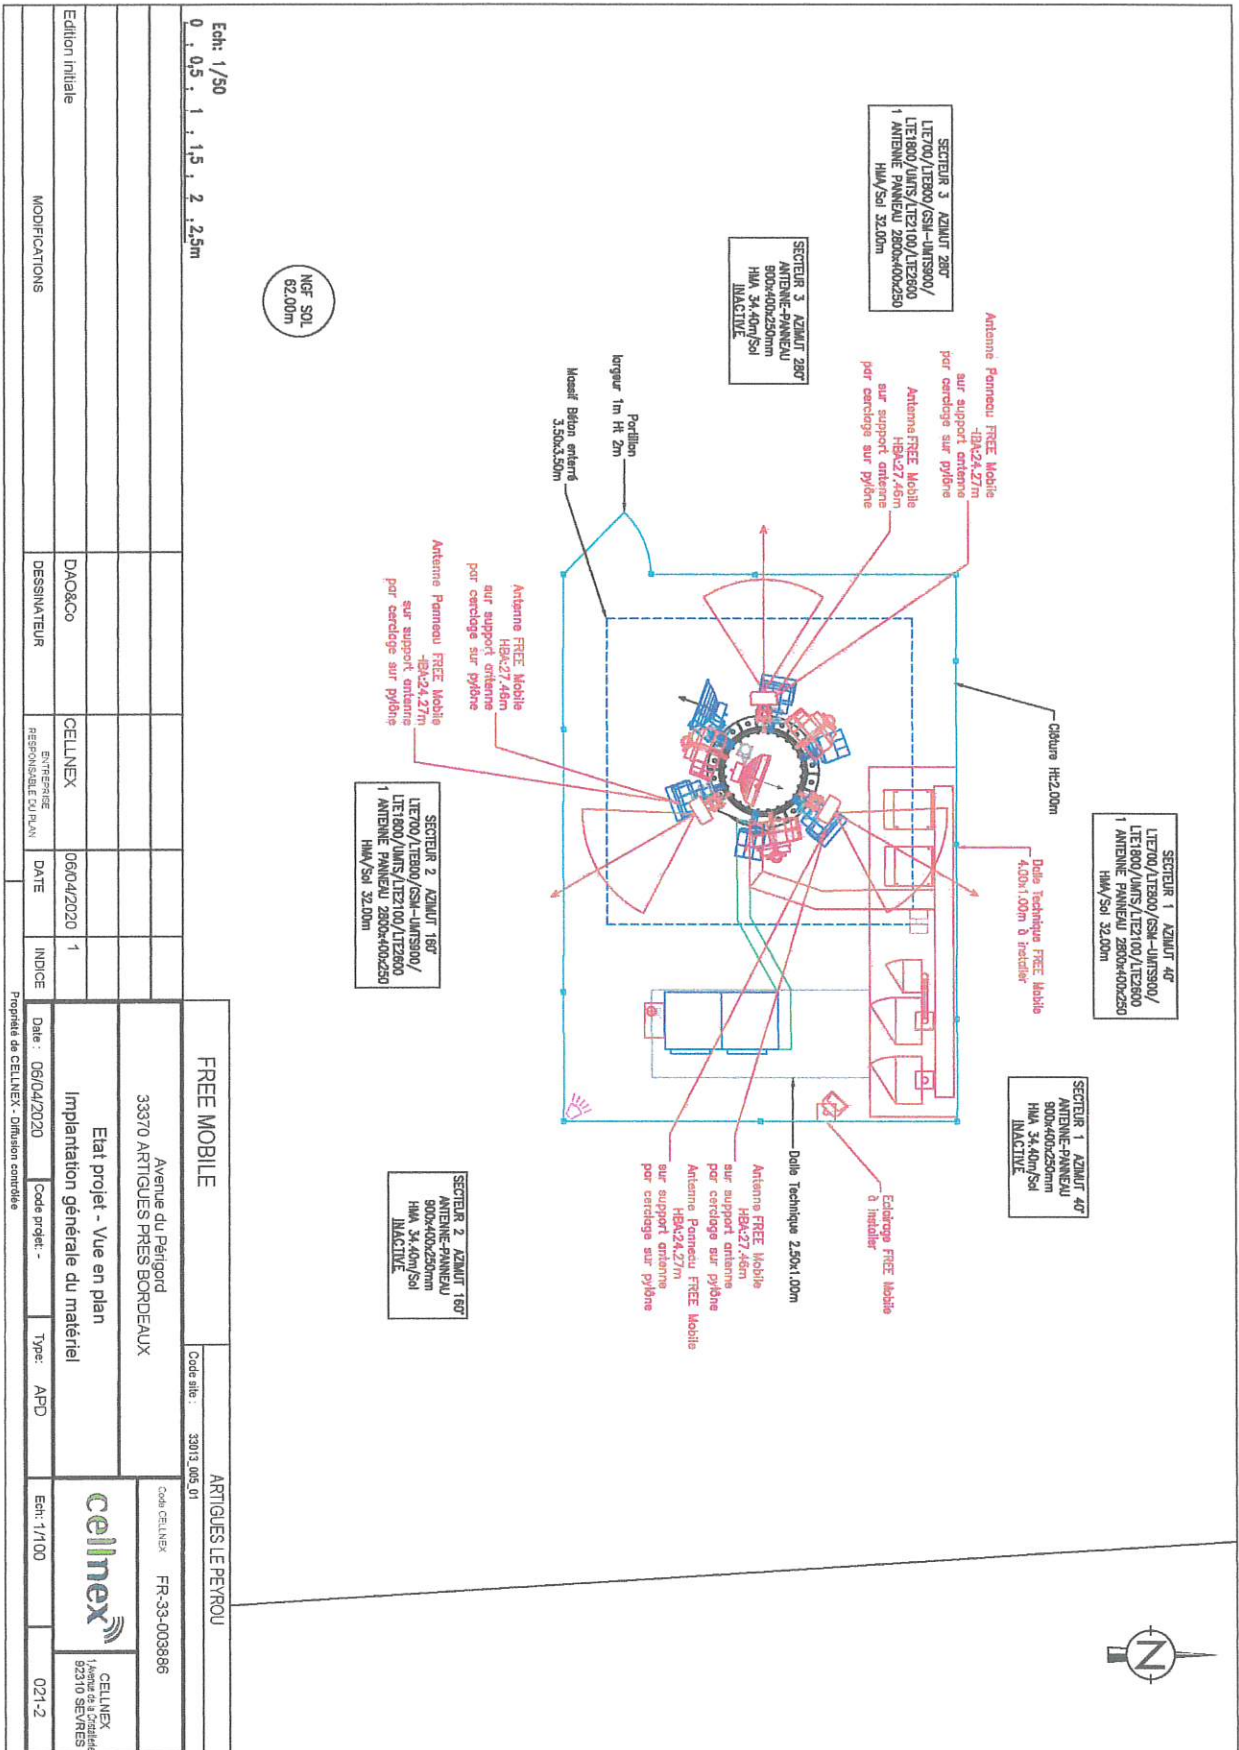 SECTEUR 1  AZIMUT 40°
LTE700/LTE800/GSM-UMTS900/
LTE1800/UMTS/LTE2100/LTE2600
1 ANTENNE PANNEAU 2800x400x250
HMA/Sol 32.00m
SECTEUR 1  AZIMUT 40°
ANTENNE-PANNEAU
900x400x250mm
HMA 34.40m/Sol
INACTIVE
Clôture Ht:2.00m
Dalle Technique FREE Mobile
4.00x1.00m à installer
SECTEUR 3  AZIMUT 280°
LTE700/LTE800/GSM-UMTS900/
LTE1800/UMTS/LTE2100/LTE2600
1 ANTENNE PANNEAU 2800x400x250
HMA/Sol 32.00m
Antenne Panneau FREE Mobile
HBA:24.27m
sur support antenne
par cerclage sur pylône
Antenne FREE Mobile
HBA:27.46m
sur support antenne
par cerclage sur pylône
SECTEUR 3  AZIMUT 280°
ANTENNE-PANNEAU
900x400x250mm
HMA 34.40m/Sol
INACTIVE
Eclairage FREE Mobile
à installer
Dalle Technique 2.50x1.00m
Antenne FREE Mobile
HBA:27.46m
sur support antenne
par cerclage sur pylône
Antenne Panneau FREE Mobile
HBA:24.27m
sur support antenne
par cerclage sur pylône
Portillon
largeur 1m Ht 2m
Massif Béton enterré
3.50x3.50m
Antenne FREE Mobile
HBA:27.46m
sur support antenne
par cerclage sur pylône
Antenne Panneau FREE Mobile
HBA:24.27m
sur support antenne
par cerclage sur pylône
SECTEUR 2  AZIMUT 160°
LTE700/LTE800/GSM-UMTS900/
LTE1800/UMTS/LTE2100/LTE2600
1 ANTENNE PANNEAU 2800x400x250
HMA/Sol 32.00m
SECTEUR 2  AZIMUT 160°
ANTENNE-PANNEAU
900x400x250mm
HMA 34.40m/Sol
INACTIVE
NGF SOL
62.00m
N
Ech: 1/50
0 . 0,5 . 1 . 1,5 . 2 . 2,5m
FREE MOBILE
ARTIGUES LE PEYROU
Code site : 33013_005_01
Avenue du Périgord
33370 ARTIGUES PRES BORDEAUX
Code CELLNEX FR-33-003886
Etat projet - Vue en plan
Implantation générale du matériel
cellnex
CELLNEX
1, Avenue de la Cristallerie
92310 SEVRES
Edition initiale DAO&Co CELLNEX 06/04/2020 1
MODIFICATIONS DESSINATEUR ENTREPRISE RESPONSABLE DU PLAN DATE INDICE
Date : 06/04/2020 Code projet: - Type: APD Ech: 1/100 021-2
Propriété de CELLNEX - Diffusion contrôlée